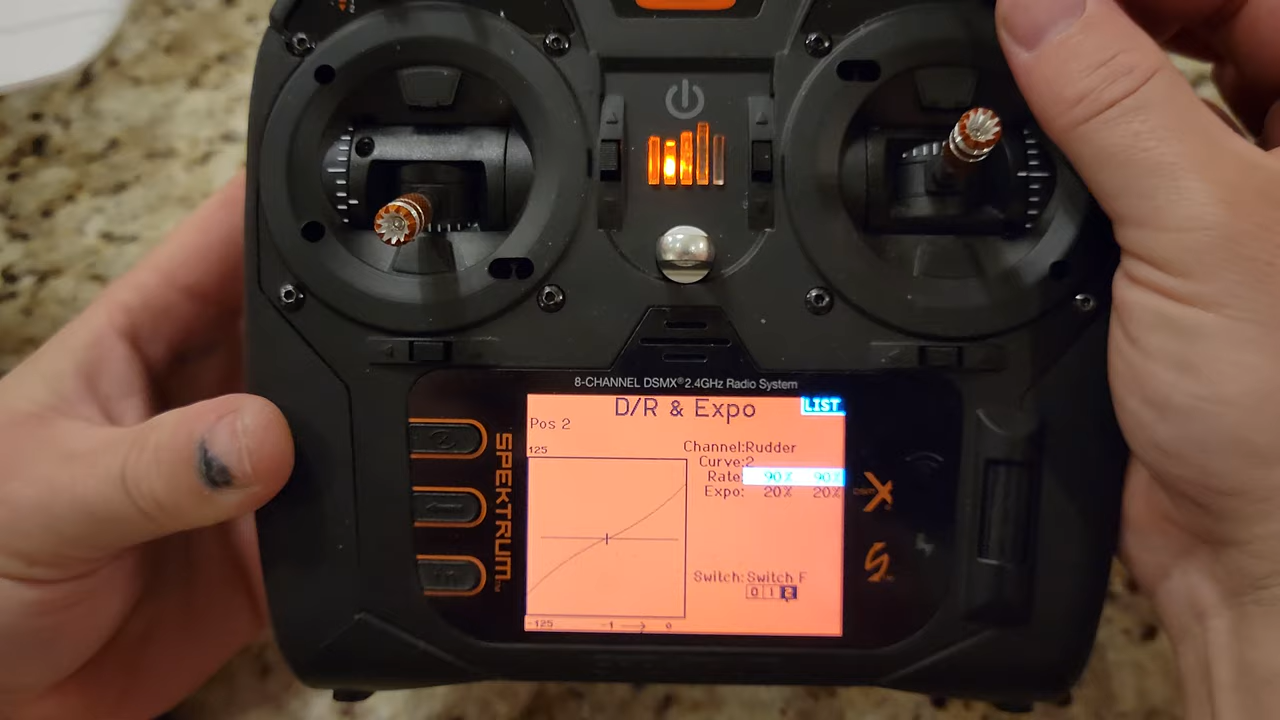 8-CHANNEL DSMX® 2.4GHz Radio System
D/R & Expo
LIST
Pos 2
125
Channel:Rudder
Curve:2
Rate: 90% 90%
Expo: 20% 20%
Switch: Switch F
0 1 2
-125 -1 → 0
SPEKTRUM